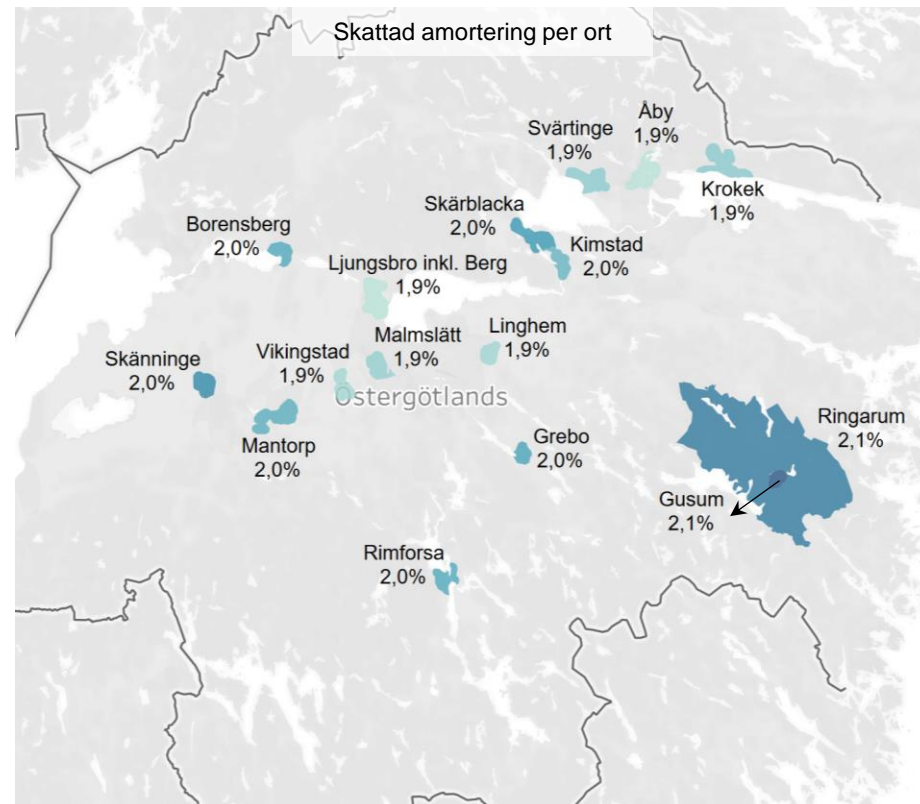 Skattad amortering per ort
Åby
1,9%
Svärtinge
1,9%
Krokek
1,9%
Skärblacka
2,0%
Borensberg
2,0%
Kimstad
2,0%
Ljungsbro inkl. Berg
1,9%
Linghem
1,9%
Malmslätt
1,9%
Vikingstad
1,9%
Skänninge
2,0%
Östergötlands
Ringarum
2,1%
Mantorp
2,0%
Grebo
2,0%
Gusum
2,1%
Rimforsa
2,0%